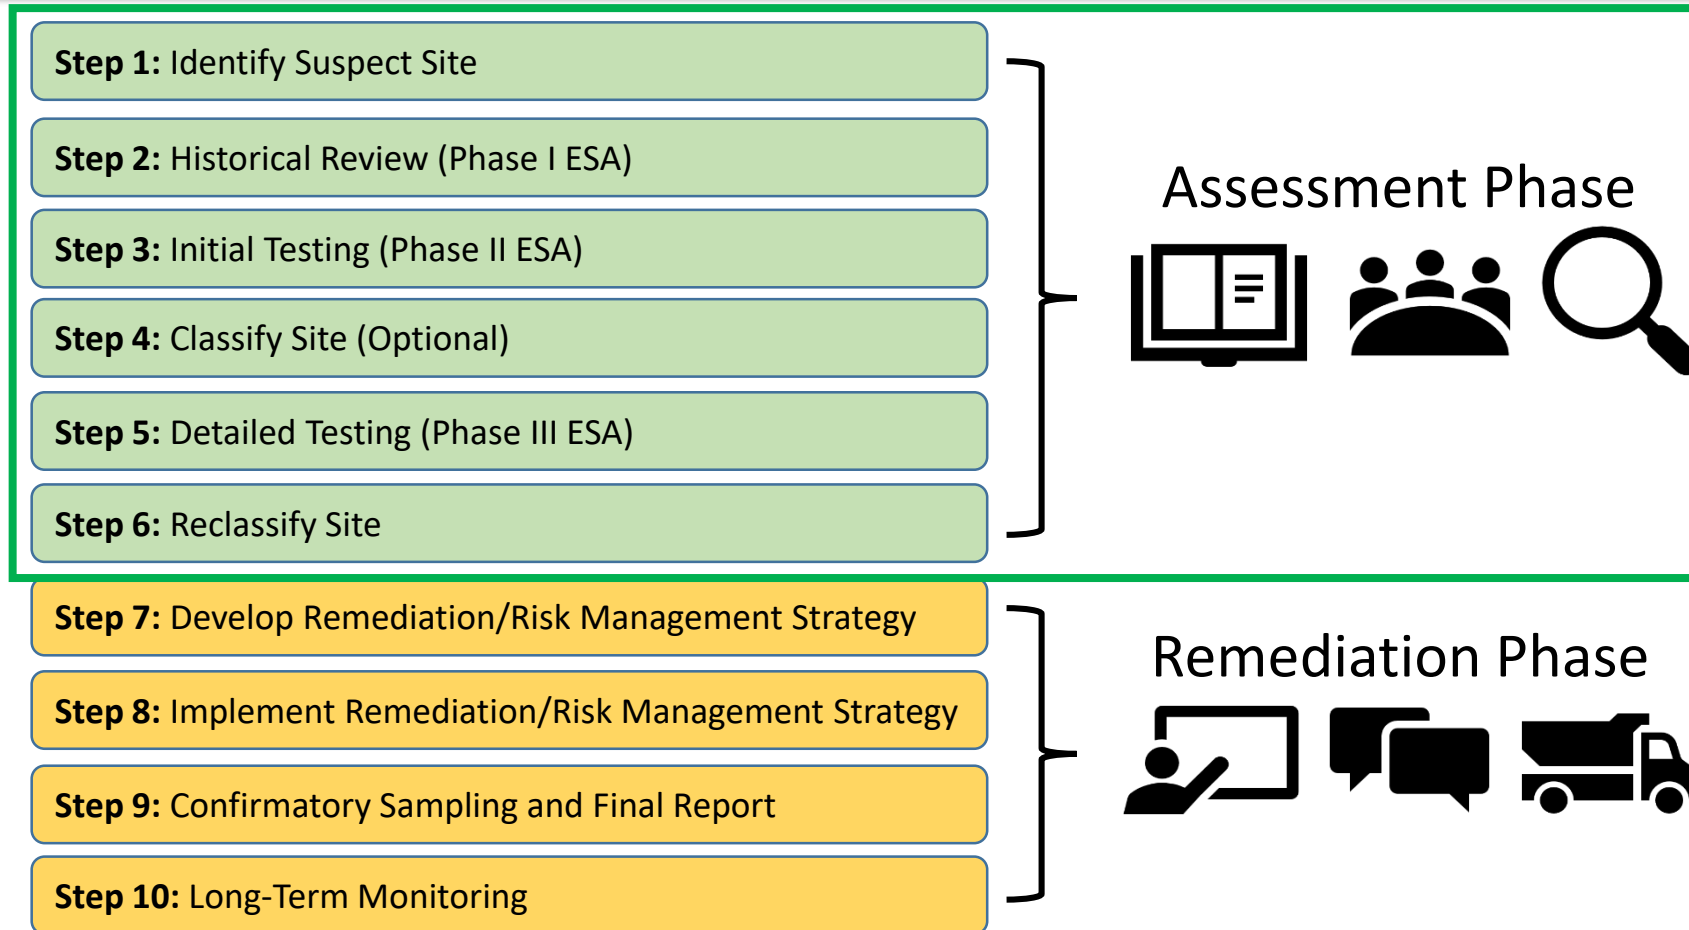 Step 1: Identify Suspect Site
Step 2: Historical Review (Phase I ESA)
Step 3: Initial Testing (Phase II ESA)
Step 4: Classify Site (Optional)
Step 5: Detailed Testing (Phase III ESA)
Step 6: Reclassify Site
Assessment Phase
Step 7: Develop Remediation/Risk Management Strategy
Step 8: Implement Remediation/Risk Management Strategy
Step 9: Confirmatory Sampling and Final Report
Step 10: Long-Term Monitoring
Remediation Phase